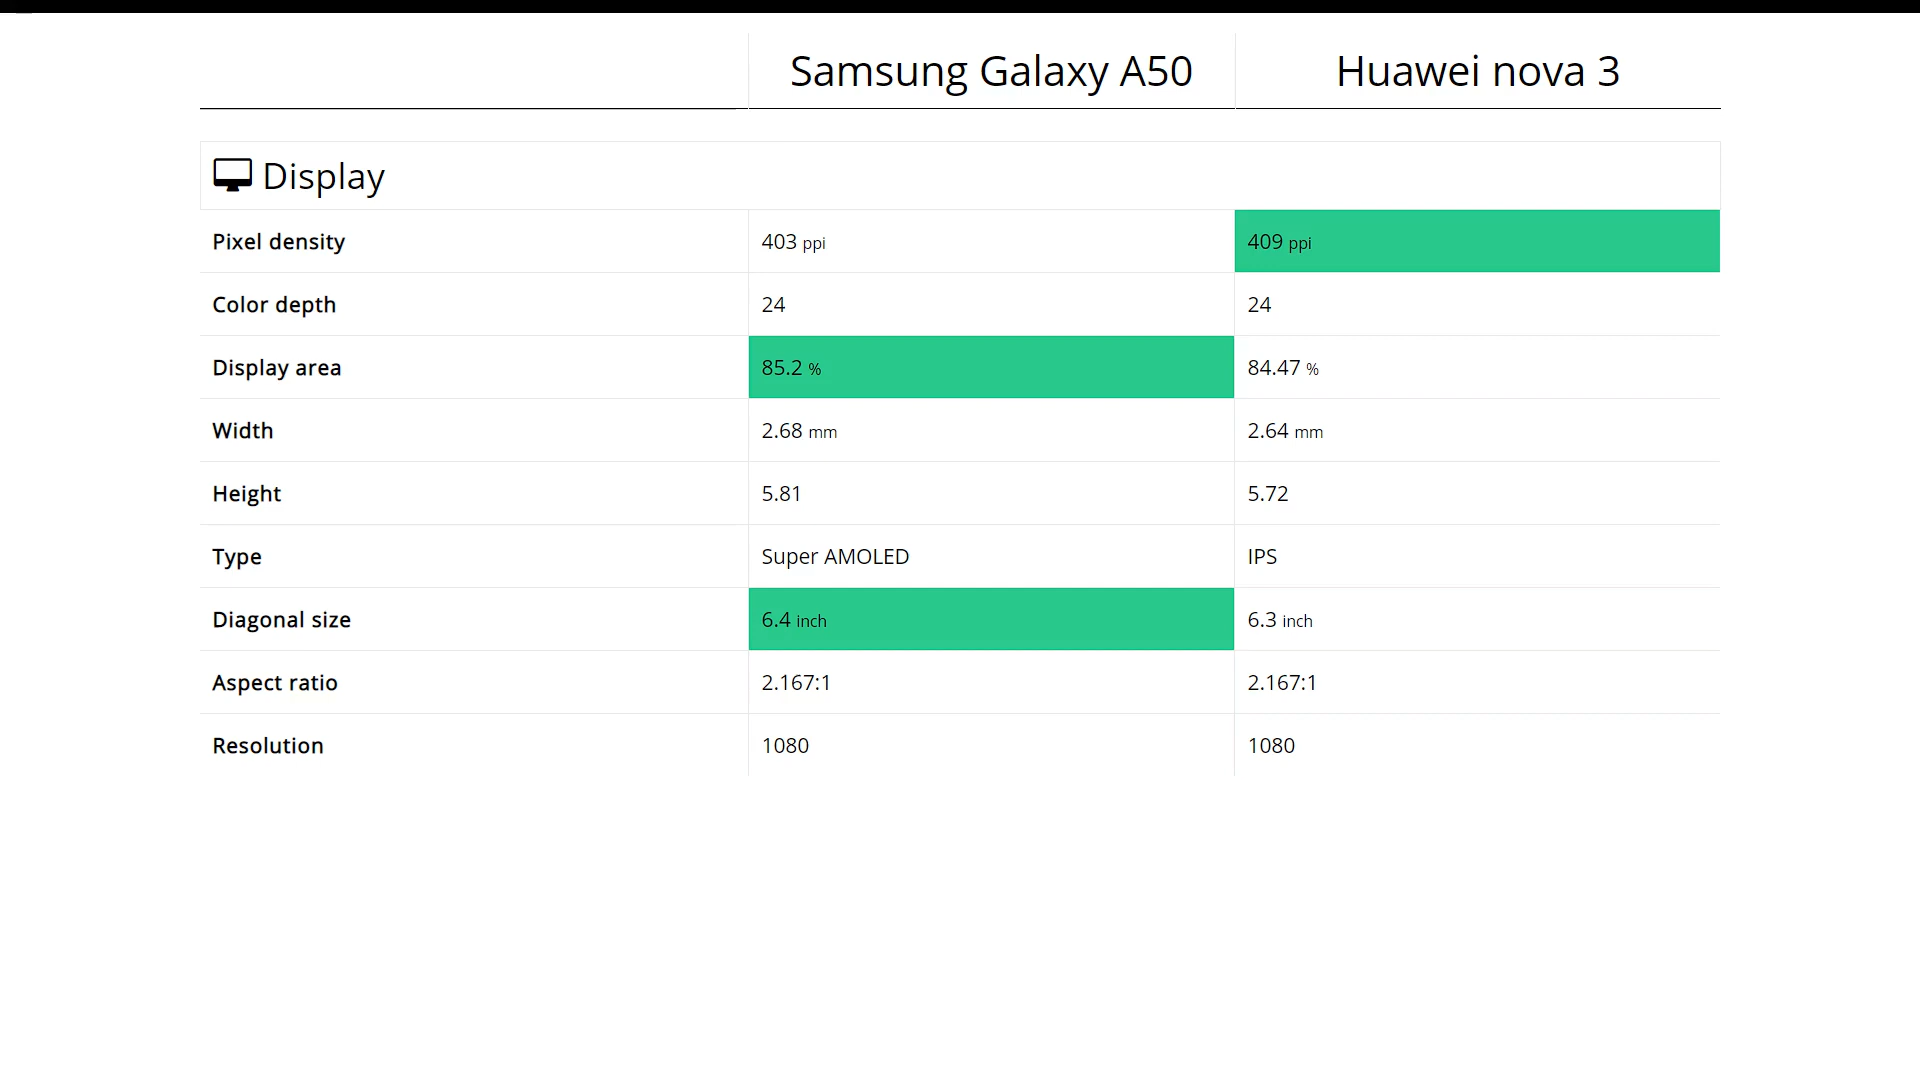 Samsung Galaxy A50 Huawei nova 3
Display
Pixel density 403 ppi 409 ppi
Color depth 24 24
Display area 85.2 % 84.47 %
Width 2.68 mm 2.64 mm
Height 5.81 5.72
Type Super AMOLED IPS
Diagonal size 6.4 inch 6.3 inch
Aspect ratio 2.167:1 2.167:1
Resolution 1080 1080